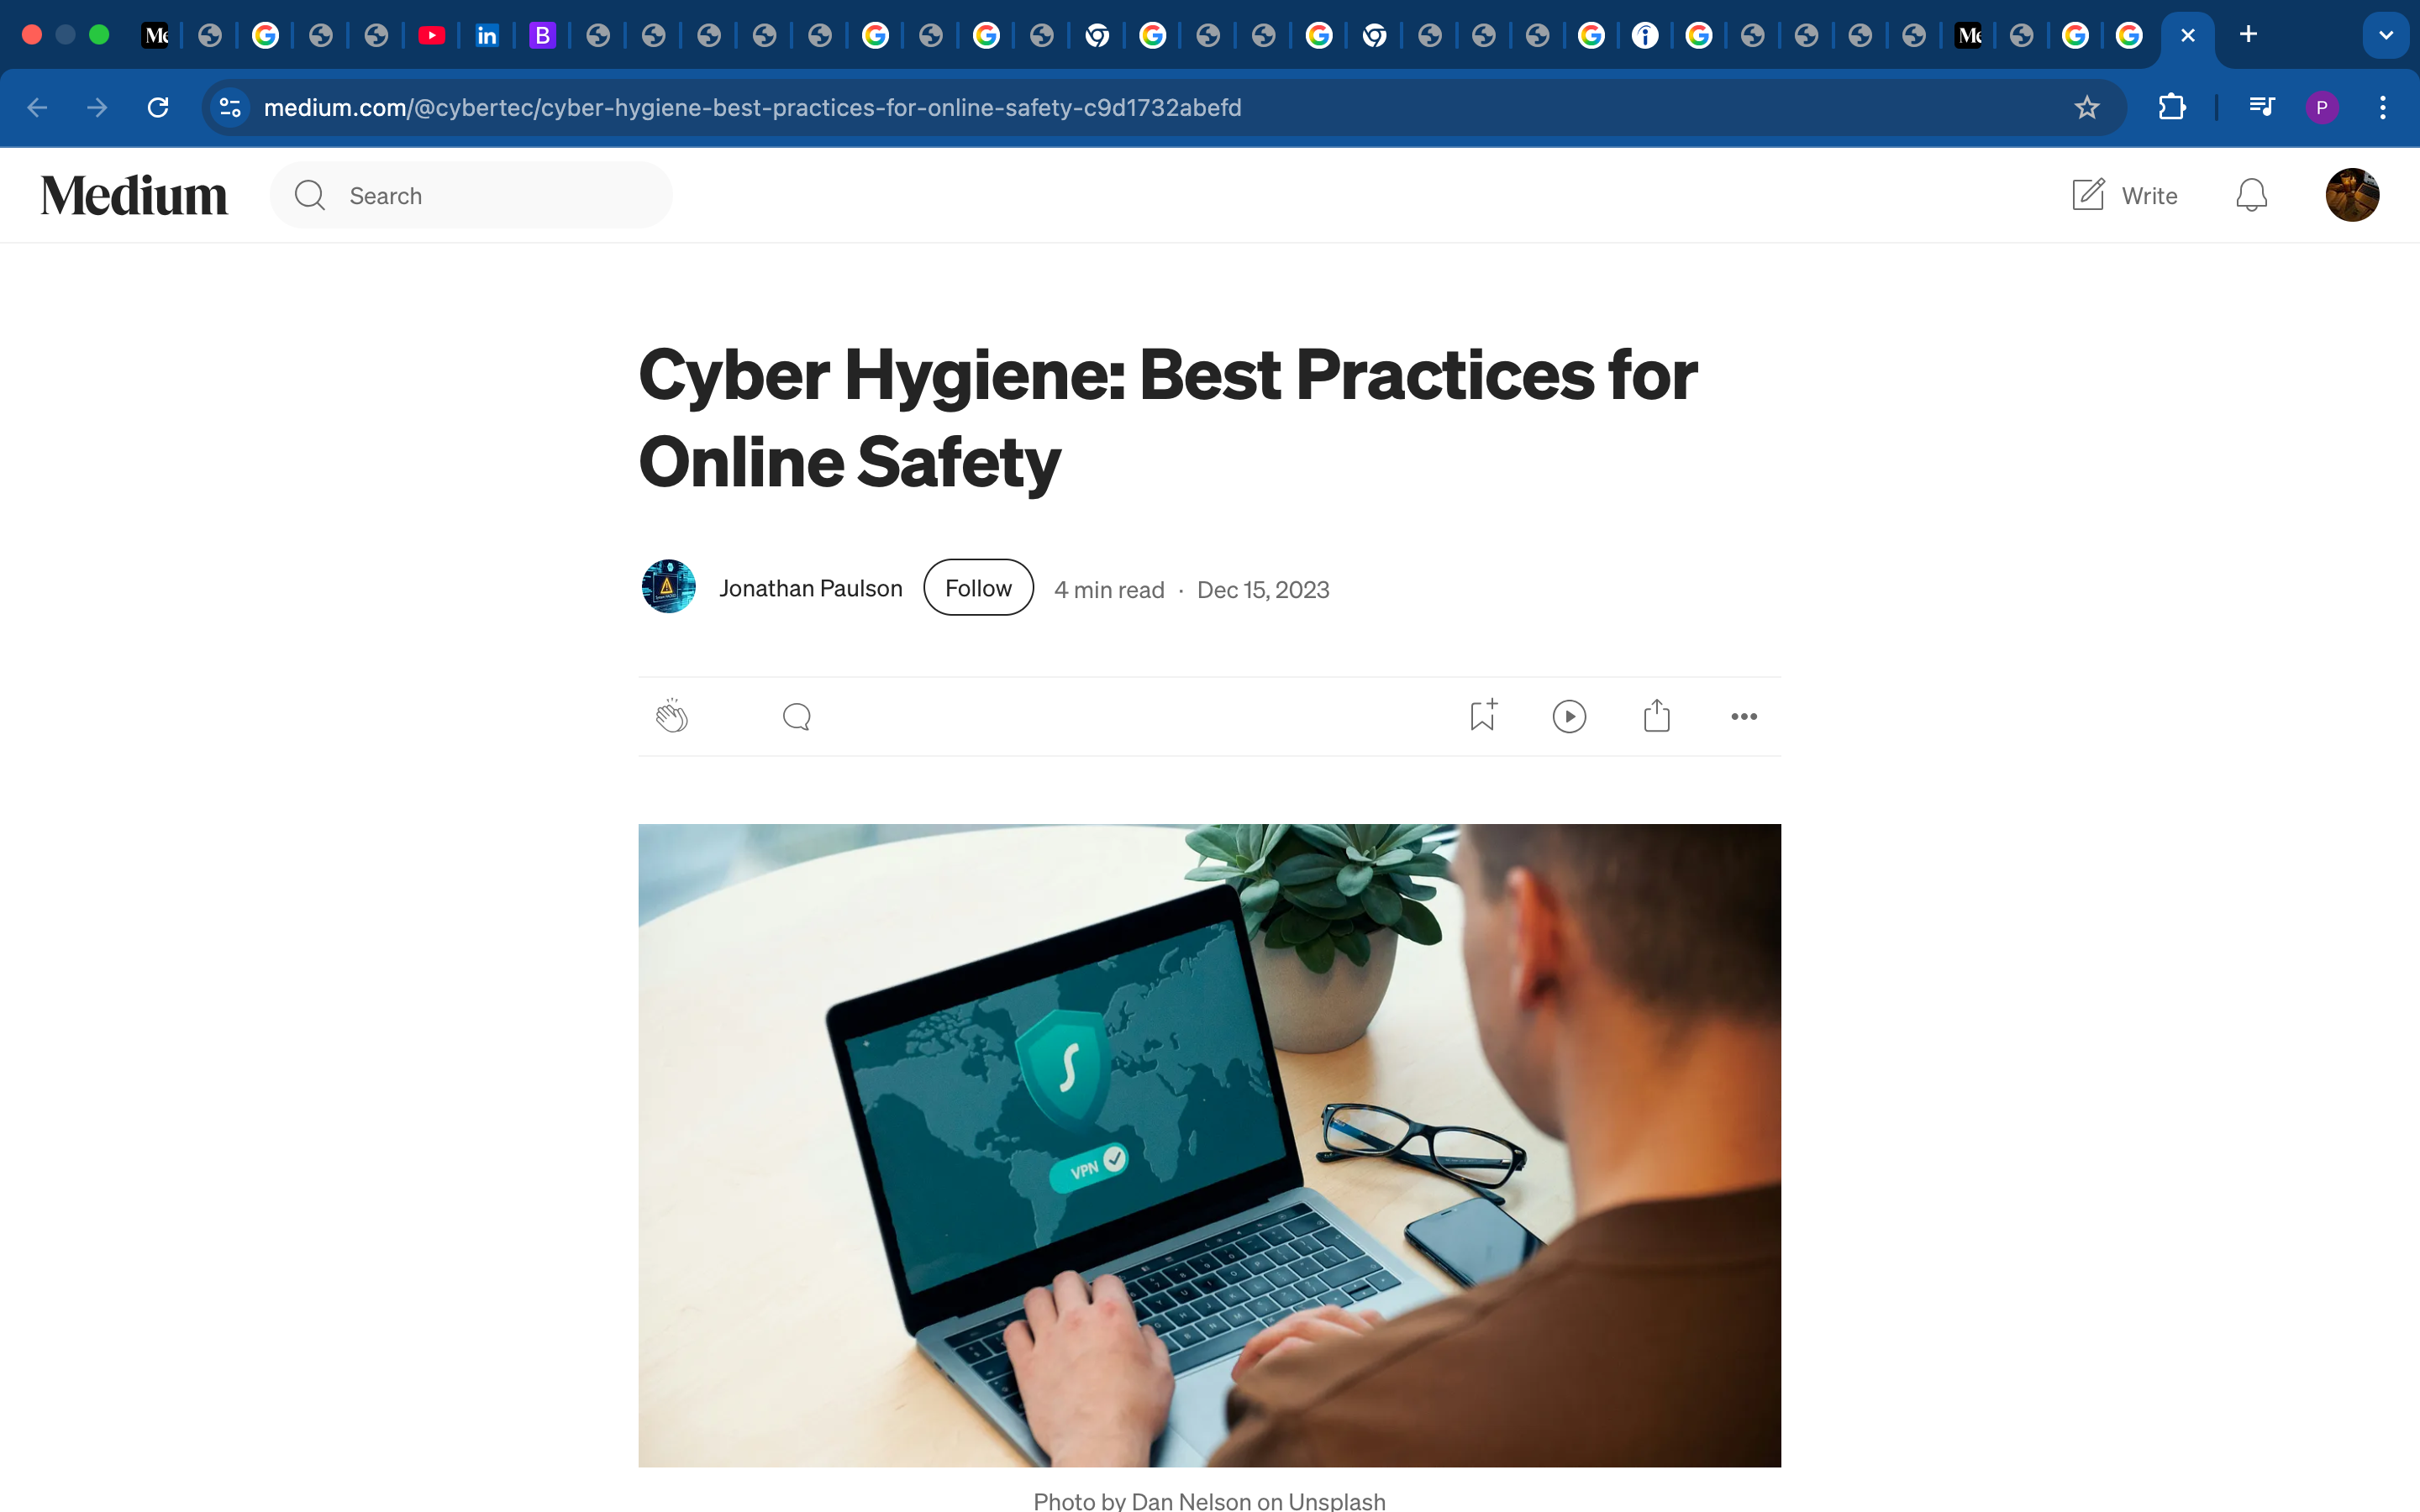 medium.com/@cybertec/cyber-hygiene-best-practices-for-online-safety-c9d1732abefd
P
Medium
Search
Write
Cyber Hygiene: Best Practices for
Online Safety
Jonathan Paulson
Follow
4 min read · Dec 15, 2023
VPN
Photo by Dan Nelson on Unsplash